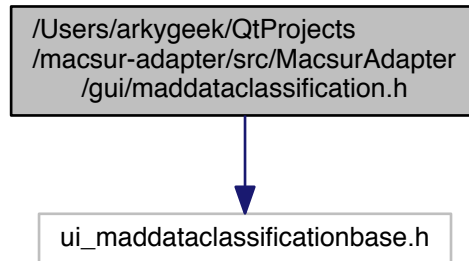 /Users/arkygeek/QtProjects
/macsur-adapter/src/MacsurAdapter
/gui/maddataclassification.h
ui_maddataclassificationbase.h